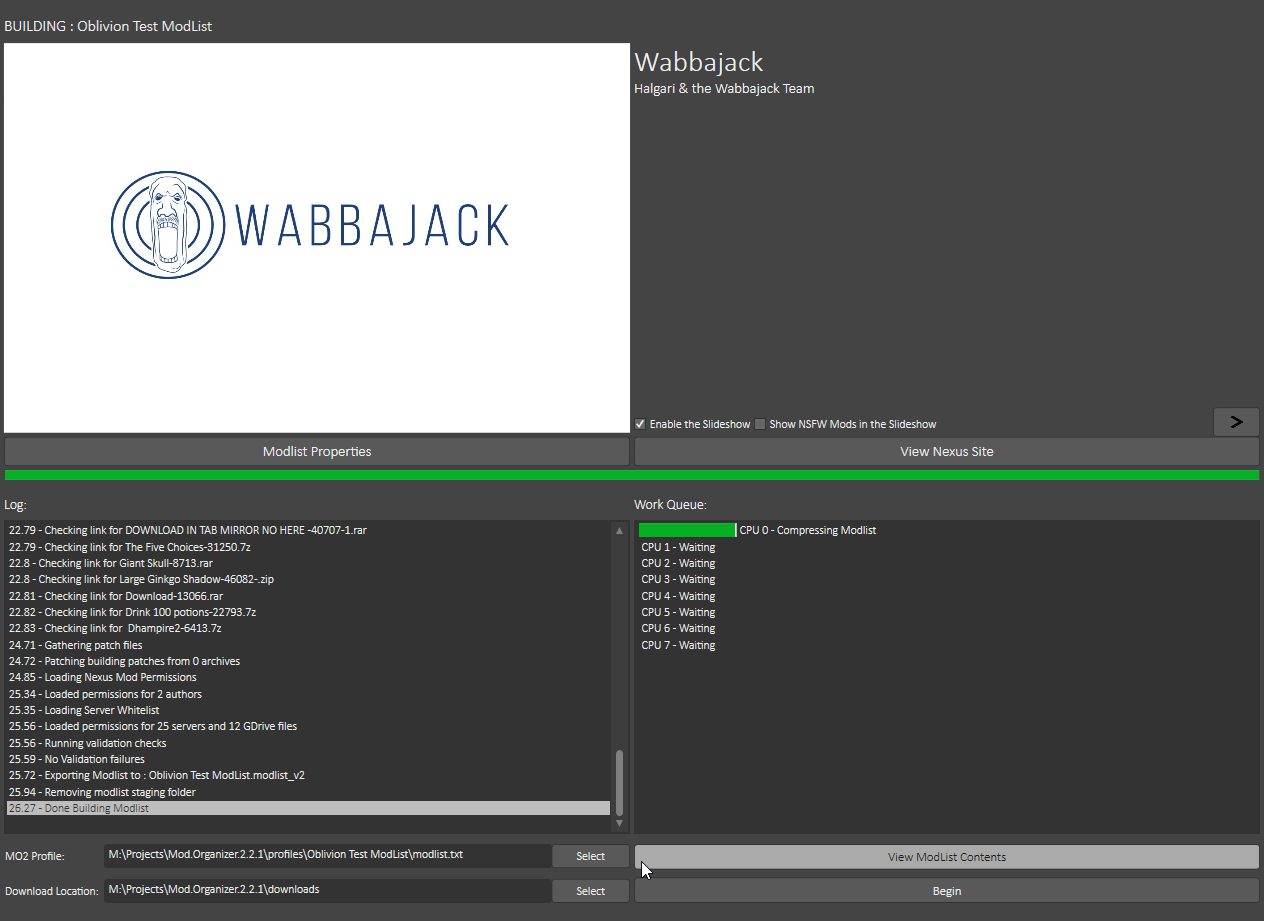 BUILDING : Oblivion Test ModList
WABBAJACK
Wabbajack
Halgari & the Wabbajack Team
Enable the Slideshow
Show NSFW Mods in the Slideshow
>
Modlist Properties
View Nexus Site
Log:
22.79 - Checking link for DOWNLOAD IN TAB MIRROR NO HERE -40707-1.rar
22.79 - Checking link for The Five Choices-31250.7z
22.8 - Checking link for Giant Skull-8713.rar
22.8 - Checking link for Large Ginkgo Shadow-46082-.zip
22.81 - Checking link for Download-13066.rar
22.82 - Checking link for Drink 100 potions-22793.7z
22.83 - Checking link for  Dhampire2-6413.7z
24.71 - Gathering patch files
24.72 - Patching building patches from 0 archives
24.85 - Loading Nexus Mod Permissions
25.34 - Loaded permissions for 2 authors
25.35 - Loading Server Whitelist
25.56 - Loaded permissions for 25 servers and 12 GDrive files
25.56 - Running validation checks
25.59 - No Validation failures
25.72 - Exporting Modlist to : Oblivion Test ModList.modlist_v2
25.94 - Removing modlist staging folder
26.27 - Done Building Modlist
Work Queue:
CPU 0 - Compressing Modlist
CPU 1 - Waiting
CPU 2 - Waiting
CPU 3 - Waiting
CPU 4 - Waiting
CPU 5 - Waiting
CPU 6 - Waiting
CPU 7 - Waiting
MO2 Profile:
M:\Projects\Mod.Organizer.2.2.1\profiles\Oblivion Test ModList\modlist.txt
Select
View ModList Contents
Download Location:
M:\Projects\Mod.Organizer.2.2.1\downloads
Select
Begin